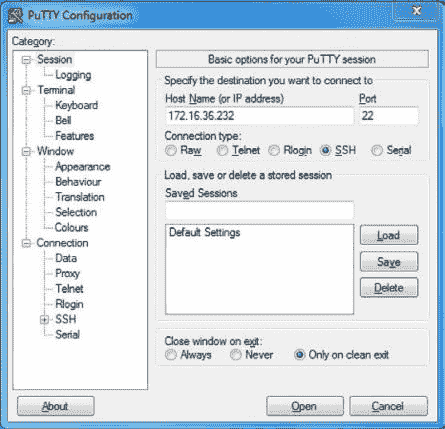 PuTTY Configuration
Category:
Session
Logging
Terminal
Keyboard
Bell
Features
Window
Appearance
Behaviour
Translation
Selection
Colours
Connection
Data
Proxy
Telnet
Rlogin
SSH
Serial
Basic options for your PuTTY session
Specify the destination you want to connect to
Host Name (or IP address) Port
172.16.36.232 22
Connection type:
Raw Telnet Rlogin SSH Serial
Load, save or delete a stored session
Saved Sessions
Default Settings
Load
Save
Delete
Close window on exit:
Always Never Only on clean exit
About Open Cancel